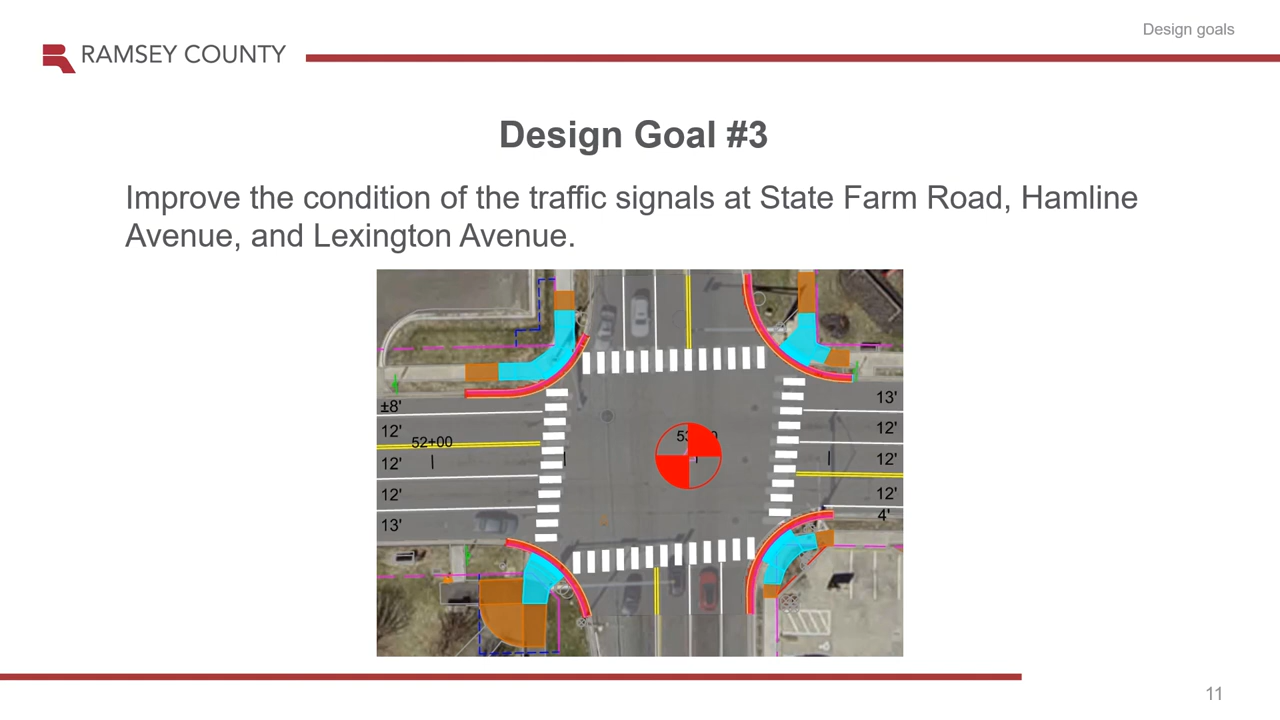 Design goals
RAMSEY COUNTY
Design Goal #3
Improve the condition of the traffic signals at State Farm Road, Hamline
Avenue, and Lexington Avenue.
±8'
12'
52+00
12'
12'
13'
13'
12'
12'
12'
4'
11